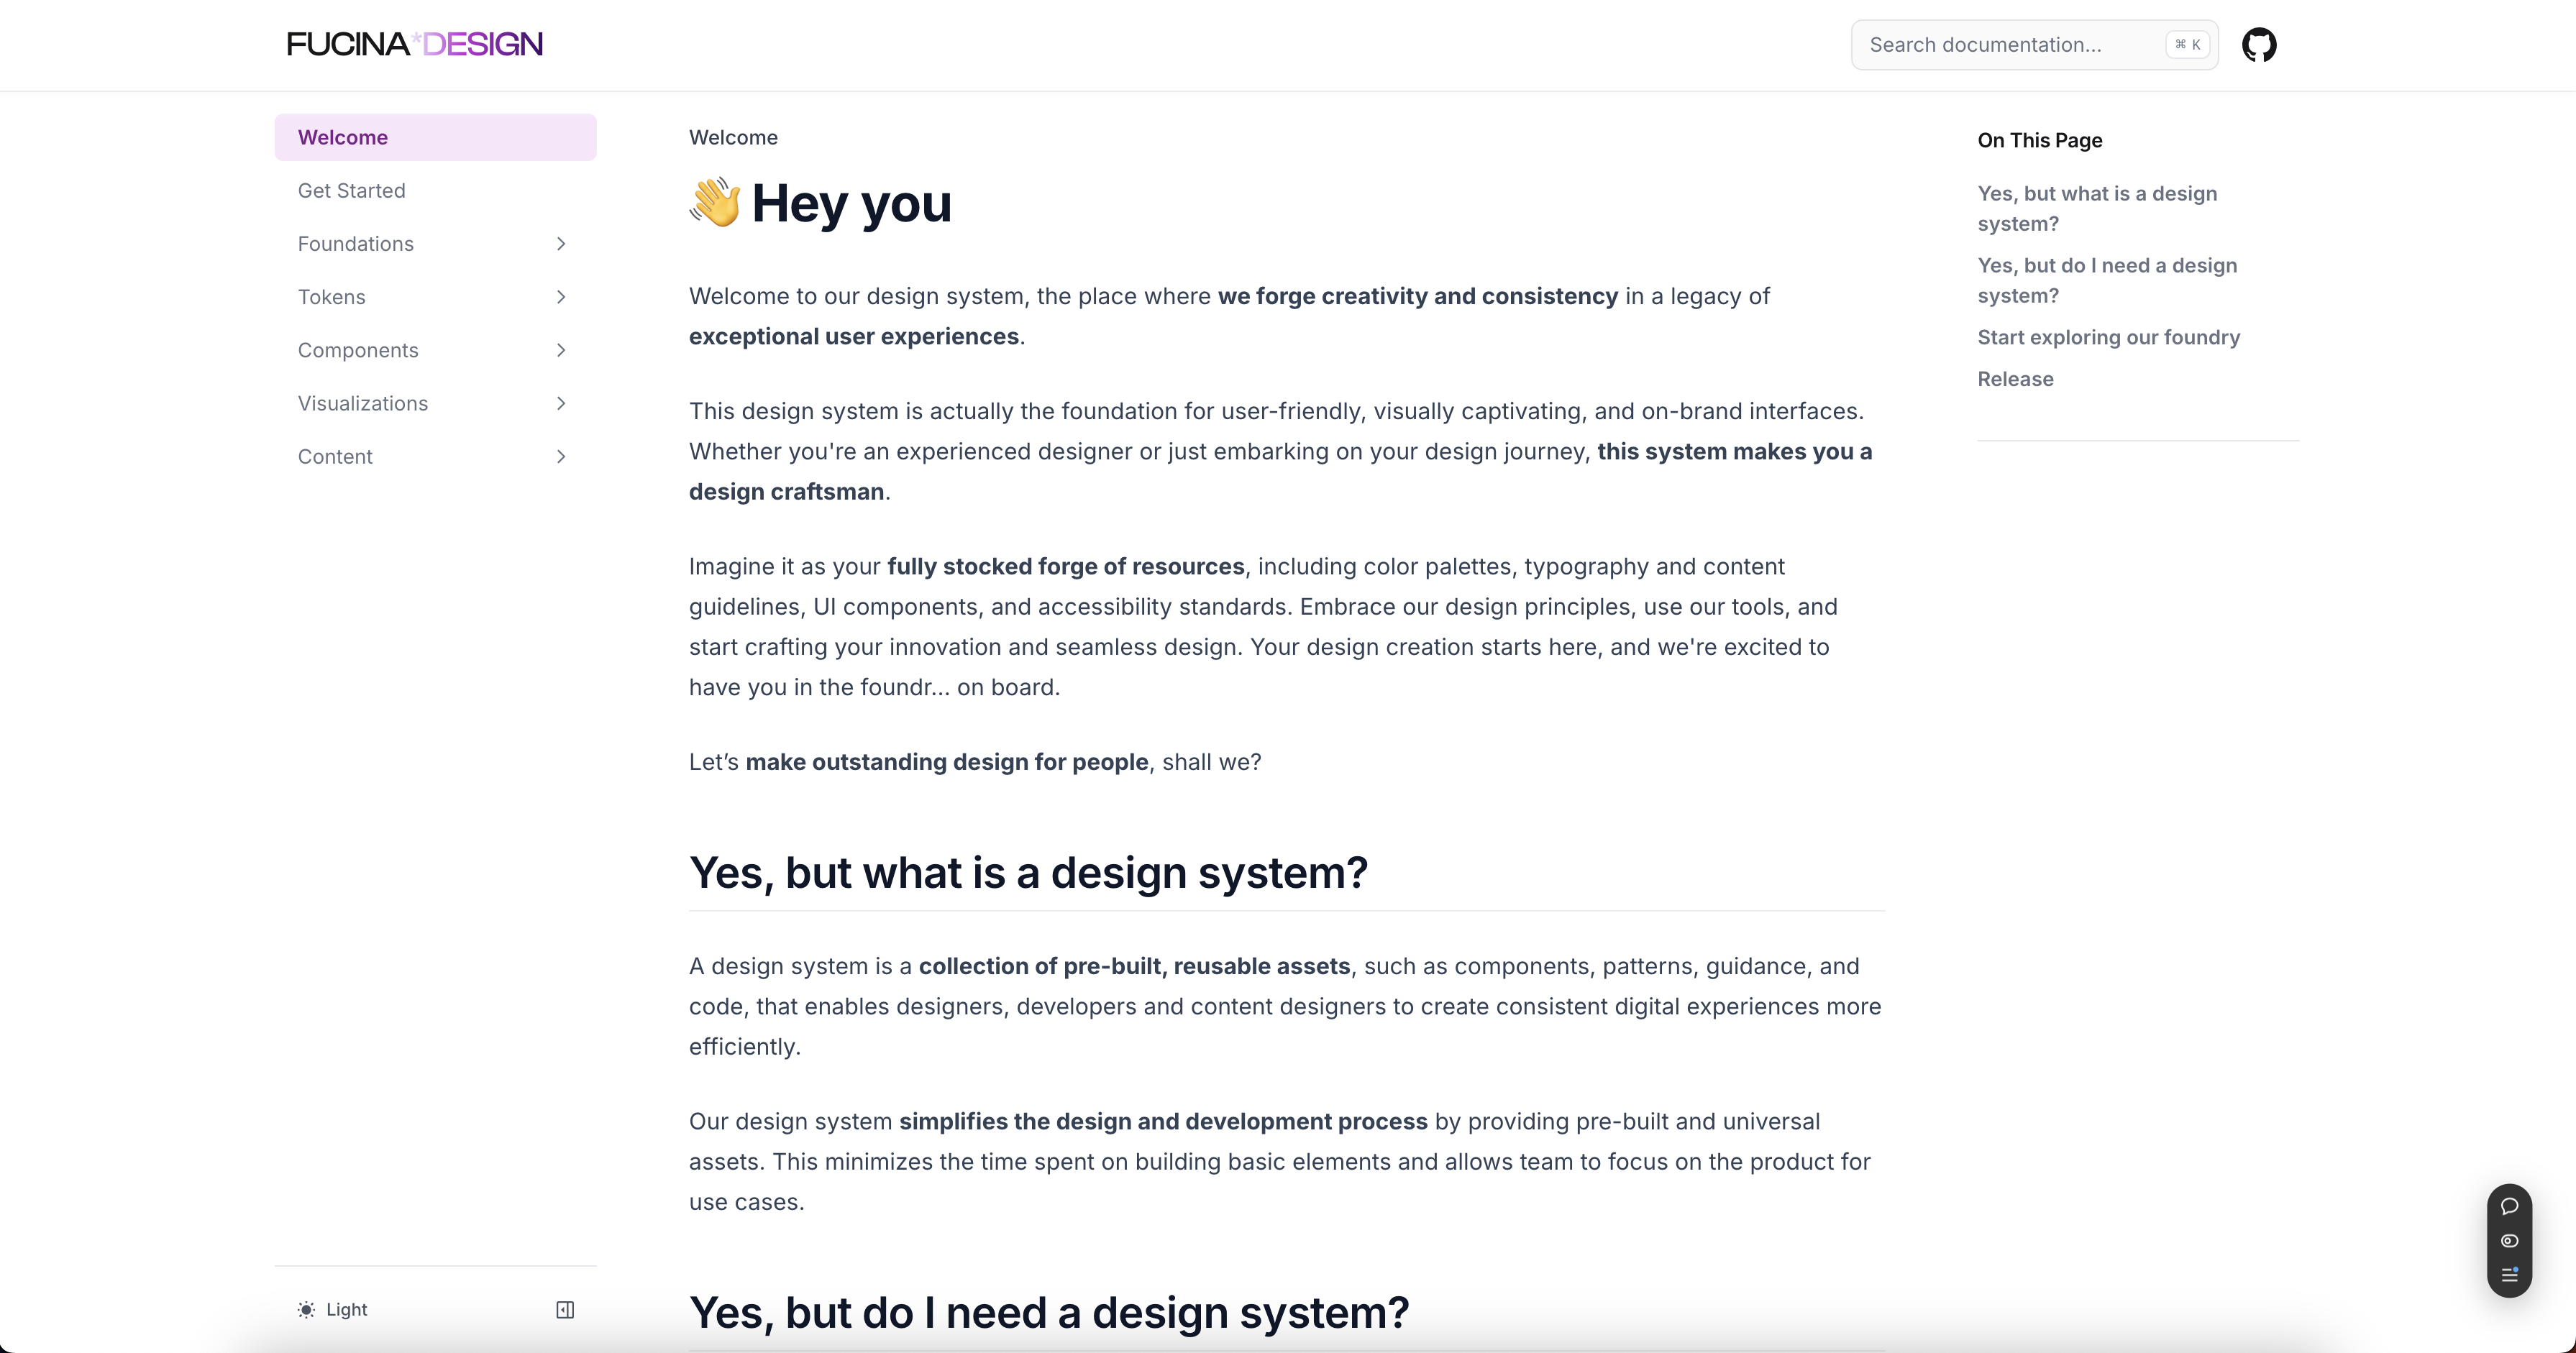 FUCINA*DESIGN
Search documentation...
⌘ K
Welcome
Get Started
Foundations
Tokens
Components
Visualizations
Content
Light
Welcome
👋 Hey you
Welcome to our design system, the place where we forge creativity and consistency in a legacy of
exceptional user experiences.
This design system is actually the foundation for user-friendly, visually captivating, and on-brand interfaces.
Whether you're an experienced designer or just embarking on your design journey, this system makes you a
design craftsman.
Imagine it as your fully stocked forge of resources, including color palettes, typography and content
guidelines, UI components, and accessibility standards. Embrace our design principles, use our tools, and
start crafting your innovation and seamless design. Your design creation starts here, and we're excited to
have you in the foundr... on board.
Let’s make outstanding design for people, shall we?
Yes, but what is a design system?
A design system is a collection of pre-built, reusable assets, such as components, patterns, guidance, and
code, that enables designers, developers and content designers to create consistent digital experiences more
efficiently.
Our design system simplifies the design and development process by providing pre-built and universal
assets. This minimizes the time spent on building basic elements and allows team to focus on the product for
use cases.
Yes, but do I need a design system?
On This Page
Yes, but what is a design
system?
Yes, but do I need a design
system?
Start exploring our foundry
Release